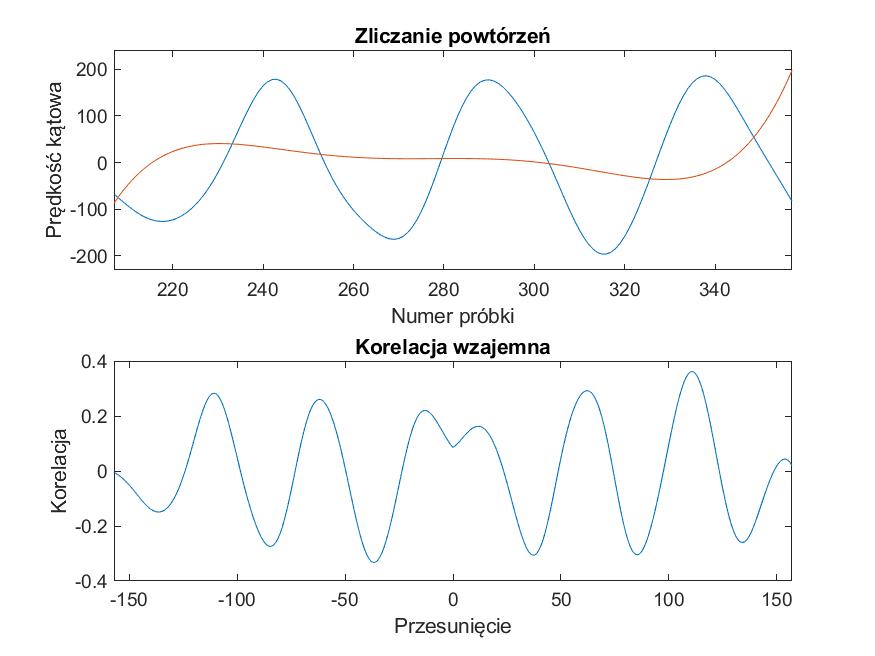 Zliczanie powtórzeń
Prędkość kątowa
200
100
0
-100
-200
220 240 260 280 300 320 340
Numer próbki
Korelacja wzajemna
Korelacja
0.4
0.2
0
-0.2
-0.4
-150 -100 -50 0 50 100 150
Przesunięcie